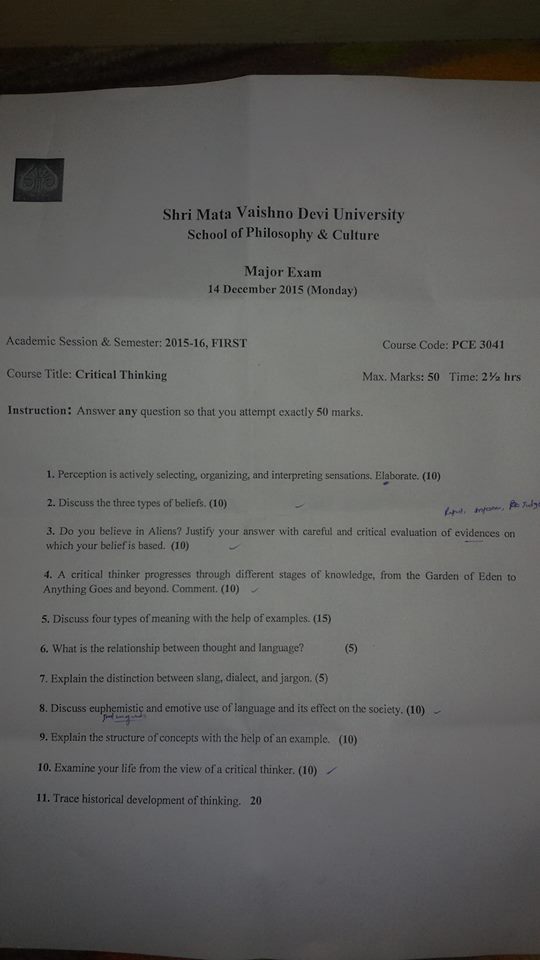 Shri Mata Vaishno Devi University
School of Philosophy & Culture
Major Exam
14 December 2015 (Monday)
Academic Session & Semester: 2015-16, FIRST Course Code: PCE 3041
Course Title: Critical Thinking Max. Marks: 50 Time: 2½ hrs
Instruction: Answer any question so that you attempt exactly 50 marks.
1. Perception is actively selecting, organizing, and interpreting sensations. Elaborate. (10)
2. Discuss the three types of beliefs. (10)
3. Do you believe in Aliens? Justify your answer with careful and critical evaluation of evidences on
which your belief is based. (10)
4. A critical thinker progresses through different stages of knowledge, from the Garden of Eden to
Anything Goes and beyond. Comment. (10)
5. Discuss four types of meaning with the help of examples. (15)
6. What is the relationship between thought and language? (5)
7. Explain the distinction between slang, dialect, and jargon. (5)
8. Discuss euphemistic and emotive use of language and its effect on the society. (10)
9. Explain the structure of concepts with the help of an example. (10)
10. Examine your life from the view of a critical thinker. (10)
11. Trace historical development of thinking. 20